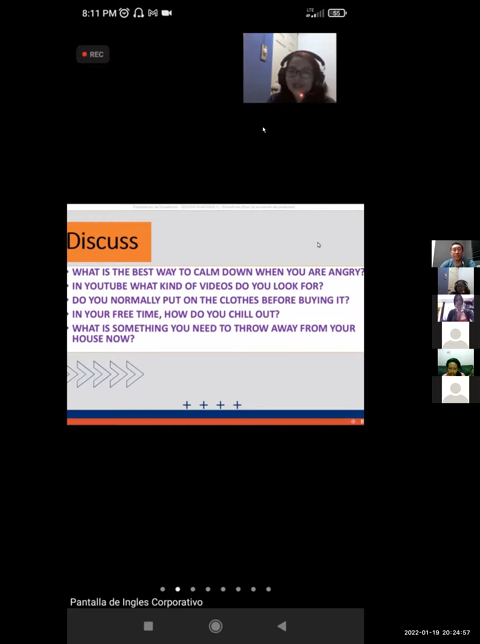 8:11 PM
LTE
55
REC
Discuss
WHAT IS THE BEST WAY TO CALM DOWN WHEN YOU ARE ANGRY?
IN YOUTUBE WHAT KIND OF VIDEOS DO YOU LOOK FOR?
DO YOU NORMALLY PUT ON THE CLOTHES BEFORE BUYING IT?
IN YOUR FREE TIME, HOW DO YOU CHILL OUT?
WHAT IS SOMETHING YOU NEED TO THROW AWAY FROM YOUR
HOUSE NOW?
+ + + +
Pantalla de Ingles Corporativo
2022-01-19 20:24:57